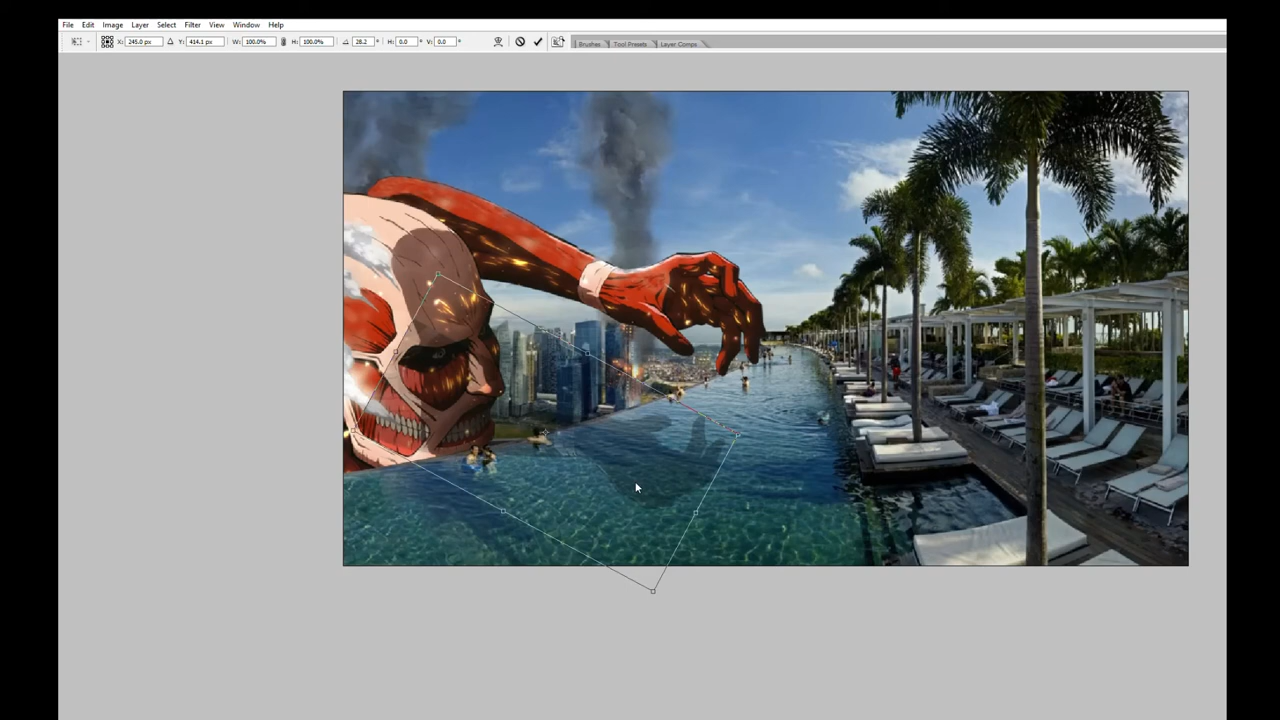 File Edit Image Layer Select Filter View Window Help
X: 245.0 px Y: 414.1 px W: 100.0% H: 100.0% 28.2 ° H: 0.0 ° V: 0.0 ° Brushes Tool Presets Layer Comps